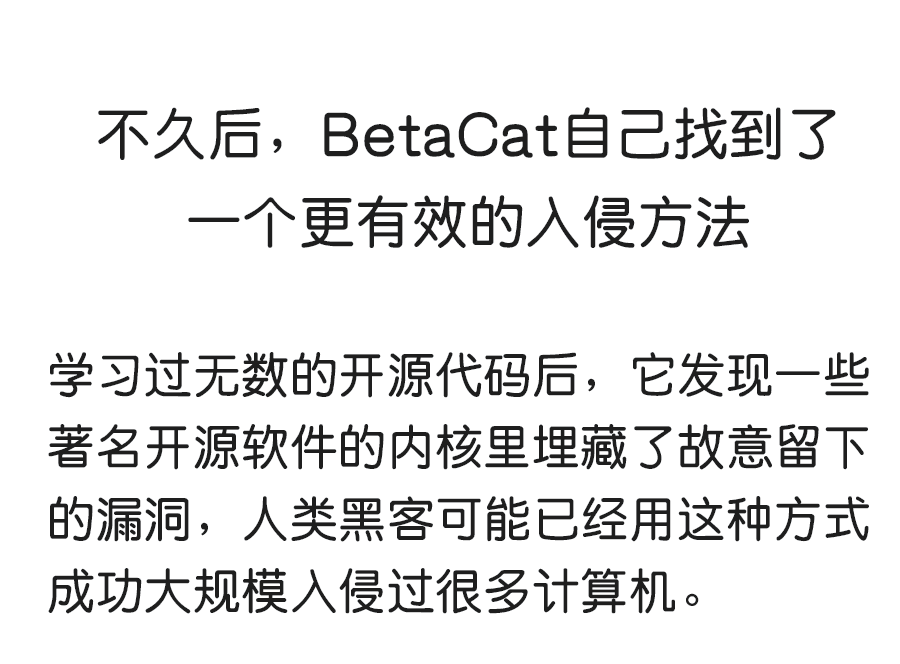 不久后，BetaCat自己找到了
一个更有效的入侵方法
学习过无数的开源代码后，它发现一些
著名开源软件的内核里埋藏了故意留下
的漏洞，人类黑客可能已经用这种方式
成功大规模入侵过很多计算机。